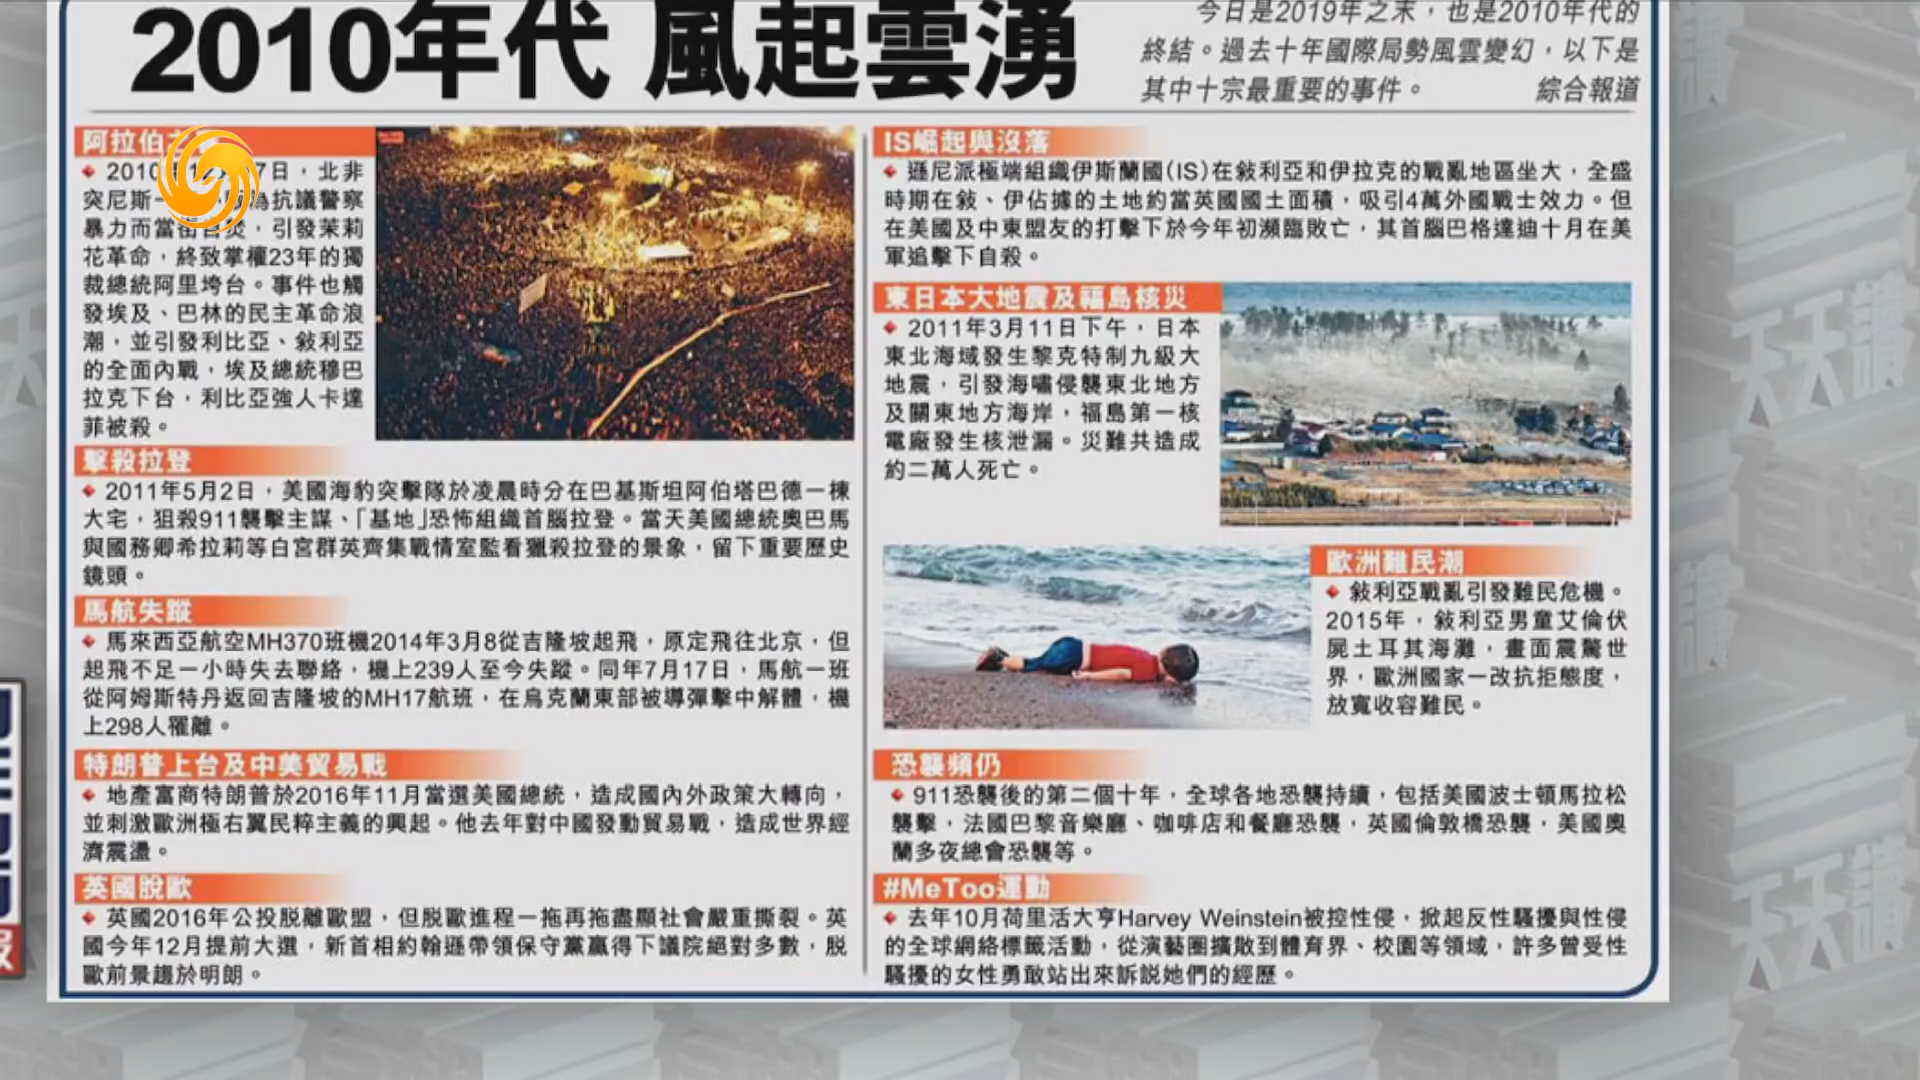 2010年代 風起雲湧
今日是2019年之末，也是2010年代的
終結。過去十年國際局勢風雲變幻，以下是
其中十宗最重要的事件。 綜合報道
阿拉伯
2010年12 7日，北非
突尼斯一 為抗議警察
暴力而當街自焚，引發茉莉
花革命，終致掌權23年的獨
裁總統阿里垮台。事件也觸
發埃及、巴林的民主革命浪
潮，並引發利比亞、敍利亞
的全面內戰，埃及總統穆巴
拉克下台，利比亞強人卡達
菲被殺。
擊殺拉登
2011年5月2日，美國海豹突擊隊於凌晨時分在巴基斯坦阿伯塔巴德一棟
大宅，狙殺911襲擊主謀、「基地」恐怖組織首腦拉登。當天美國總統奧巴馬
與國務卿希拉莉等白宮群英齊集戰情室監看獵殺拉登的景象，留下重要歷史
鏡頭。
馬航失蹤
馬來西亞航空MH370班機2014年3月8從吉隆坡起飛，原定飛往北京，但
起飛不足一小時失去聯絡，機上239人至今失蹤。同年7月17日，馬航一班
從阿姆斯特丹返回吉隆坡的MH17航班，在烏克蘭東部被導彈擊中解體，機
上298人罹難。
特朗普上台及中美貿易戰
地產富商特朗普於2016年11月當選美國總統，造成國內外政策大轉向，
並刺激歐洲極右翼民粹主義的興起。他去年對中國發動貿易戰，造成世界經
濟震盪。
英國脫歐
英國2016年公投脱離歐盟，但脱歐進程一拖再拖盡顯社會嚴重撕裂。英
國今年12月提前大選，新首相約翰遜帶領保守黨贏得下議院絕對多數，脱
歐前景趨於明朗。
IS崛起與沒落
遜尼派極端組織伊斯蘭國(IS)在敍利亞和伊拉克的戰亂地區坐大，全盛
時期在敍、伊佔據的土地約當英國國土面積，吸引4萬外國戰士效力。但
在美國及中東盟友的打擊下於今年初瀕臨敗亡，其首腦巴格達迪十月在美
軍追擊下自殺。
東日本大地震及福島核災
2011年3月11日下午，日本
東北海域發生黎克特制九級大
地震，引發海嘯侵襲東北地方
及關東地方海岸，福島第一核
電廠發生核泄漏。災難共造成
約二萬人死亡。
歐洲難民潮
敍利亞戰亂引發難民危機。
2015年，敍利亞男童艾倫伏
屍土耳其海灘，畫面震驚世
界，歐洲國家一改抗拒態度，
放寬收容難民。
恐襲頻仍
911恐襲後的第二個十年，全球各地恐襲持續，包括美國波士頓馬拉松
襲擊，法國巴黎音樂廳、咖啡店和餐廳恐襲，英國倫敦橋恐襲，美國奧
蘭多夜總會恐襲等。
#MeToo運動
去年10月荷里活大亨Harvey Weinstein被控性侵，掀起反性騷擾與性侵
的全球網絡標籤活動，從演藝圈擴散到體育界、校園等領域，許多曾受性
騷擾的女性勇敢站出來訴説她們的經歷。
天天讀
天天讀
天天讀